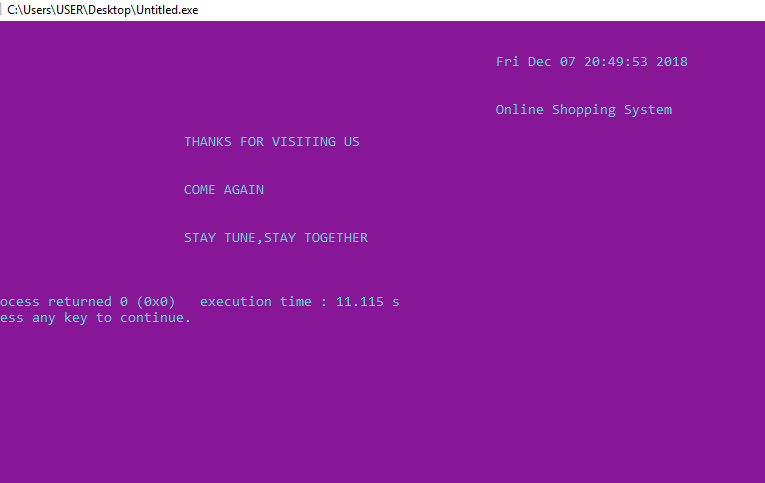 C:\Users\USER\Desktop\Untitled.exe
Fri Dec 07 20:49:53 2018
Online Shopping System
THANKS FOR VISITING US
COME AGAIN
STAY TUNE,STAY TOGETHER
ocess returned 0 (0x0)   execution time : 11.115 s
ess any key to continue.